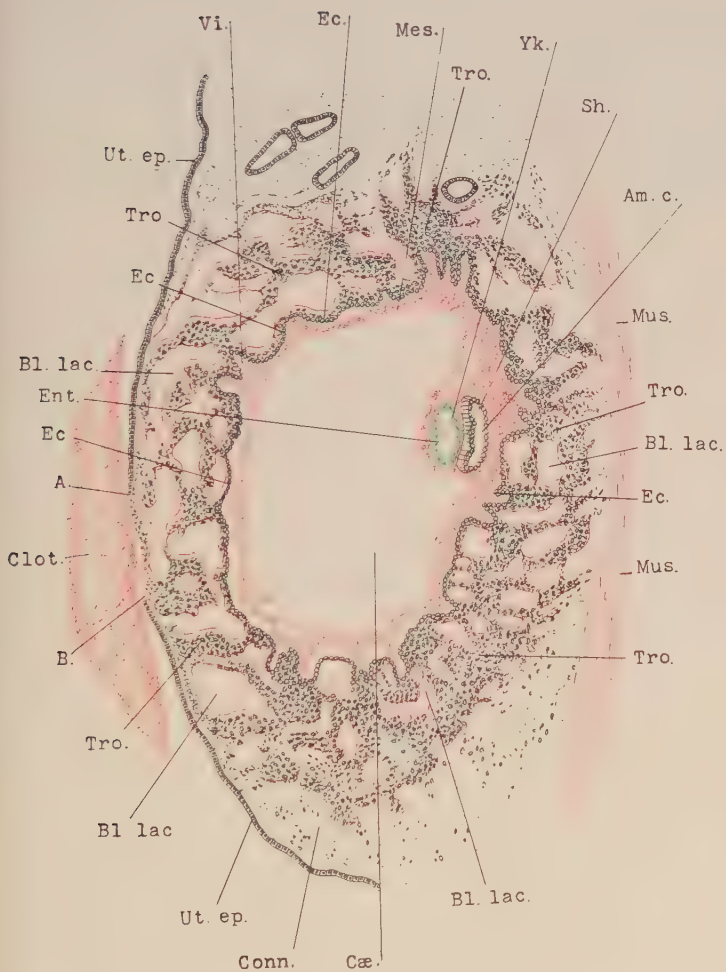 Vi.
Ec.
Mes.
Yk.
Tro.
Sh.
Ut. ep.
Am. c.
Tro
Ec
Mus.
Bl. lac.
Ent.
Tro.
Ec
Bl. lac.
A.
Ec.
Clot.
Mus.
B.
Tro.
Tro.
Bl lac
Bl. lac.
Ut. ep.
Conn.
Cæ.